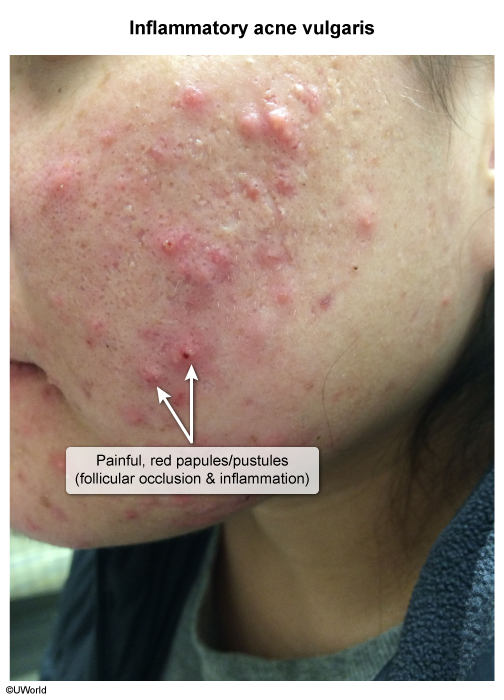 Inflammatory acne vulgaris
Painful, red papules/pustules
(follicular occlusion & inflammation)
©UWorld